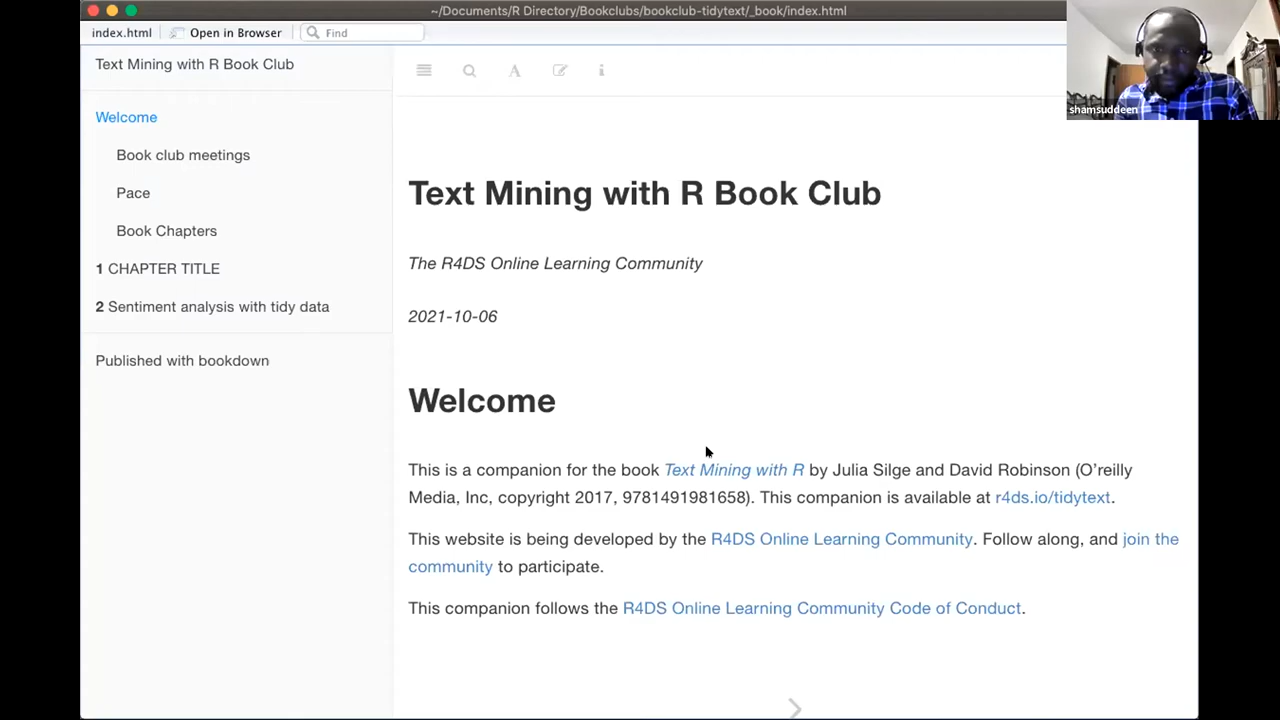 ~/Documents/R Directory/Bookclubs/bookclub-tidytext/_book/index.html
index.html
Open in Browser
Find
Text Mining with R Book Club
Welcome
Book club meetings
Pace
Book Chapters
1 CHAPTER TITLE
2 Sentiment analysis with tidy data
Published with bookdown
Text Mining with R Book Club
The R4DS Online Learning Community
2021-10-06
Welcome
This is a companion for the book Text Mining with R by Julia Silge and David Robinson (O’reilly
Media, Inc, copyright 2017, 9781491981658). This companion is available at r4ds.io/tidytext.
This website is being developed by the R4DS Online Learning Community. Follow along, and join the
community to participate.
This companion follows the R4DS Online Learning Community Code of Conduct.
shamsuddeen